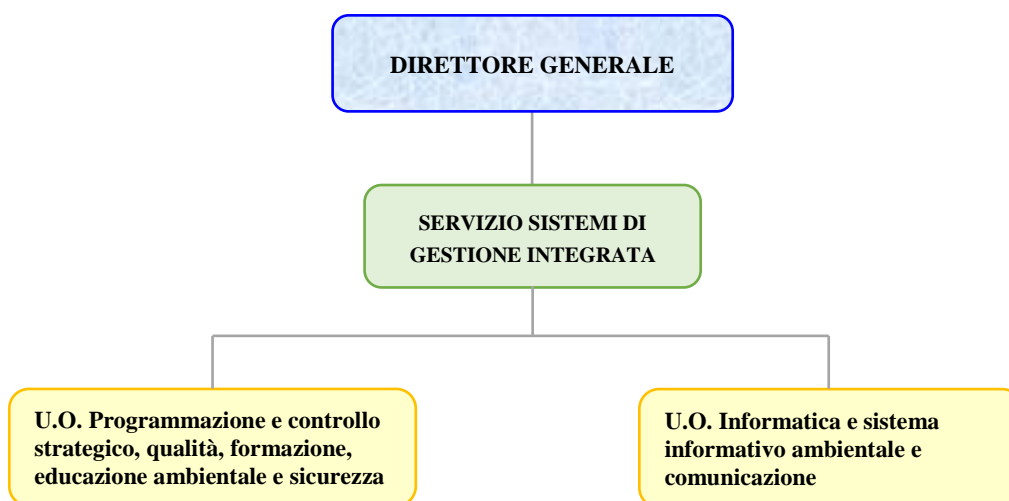 DIRETTORE GENERALE
SERVIZIO SISTEMI DI
GESTIONE INTEGRATA
U.O. Programmazione e controllo
strategico, qualità, formazione,
educazione ambientale e sicurezza
U.O. Informatica e sistema
informativo ambientale e
comunicazione